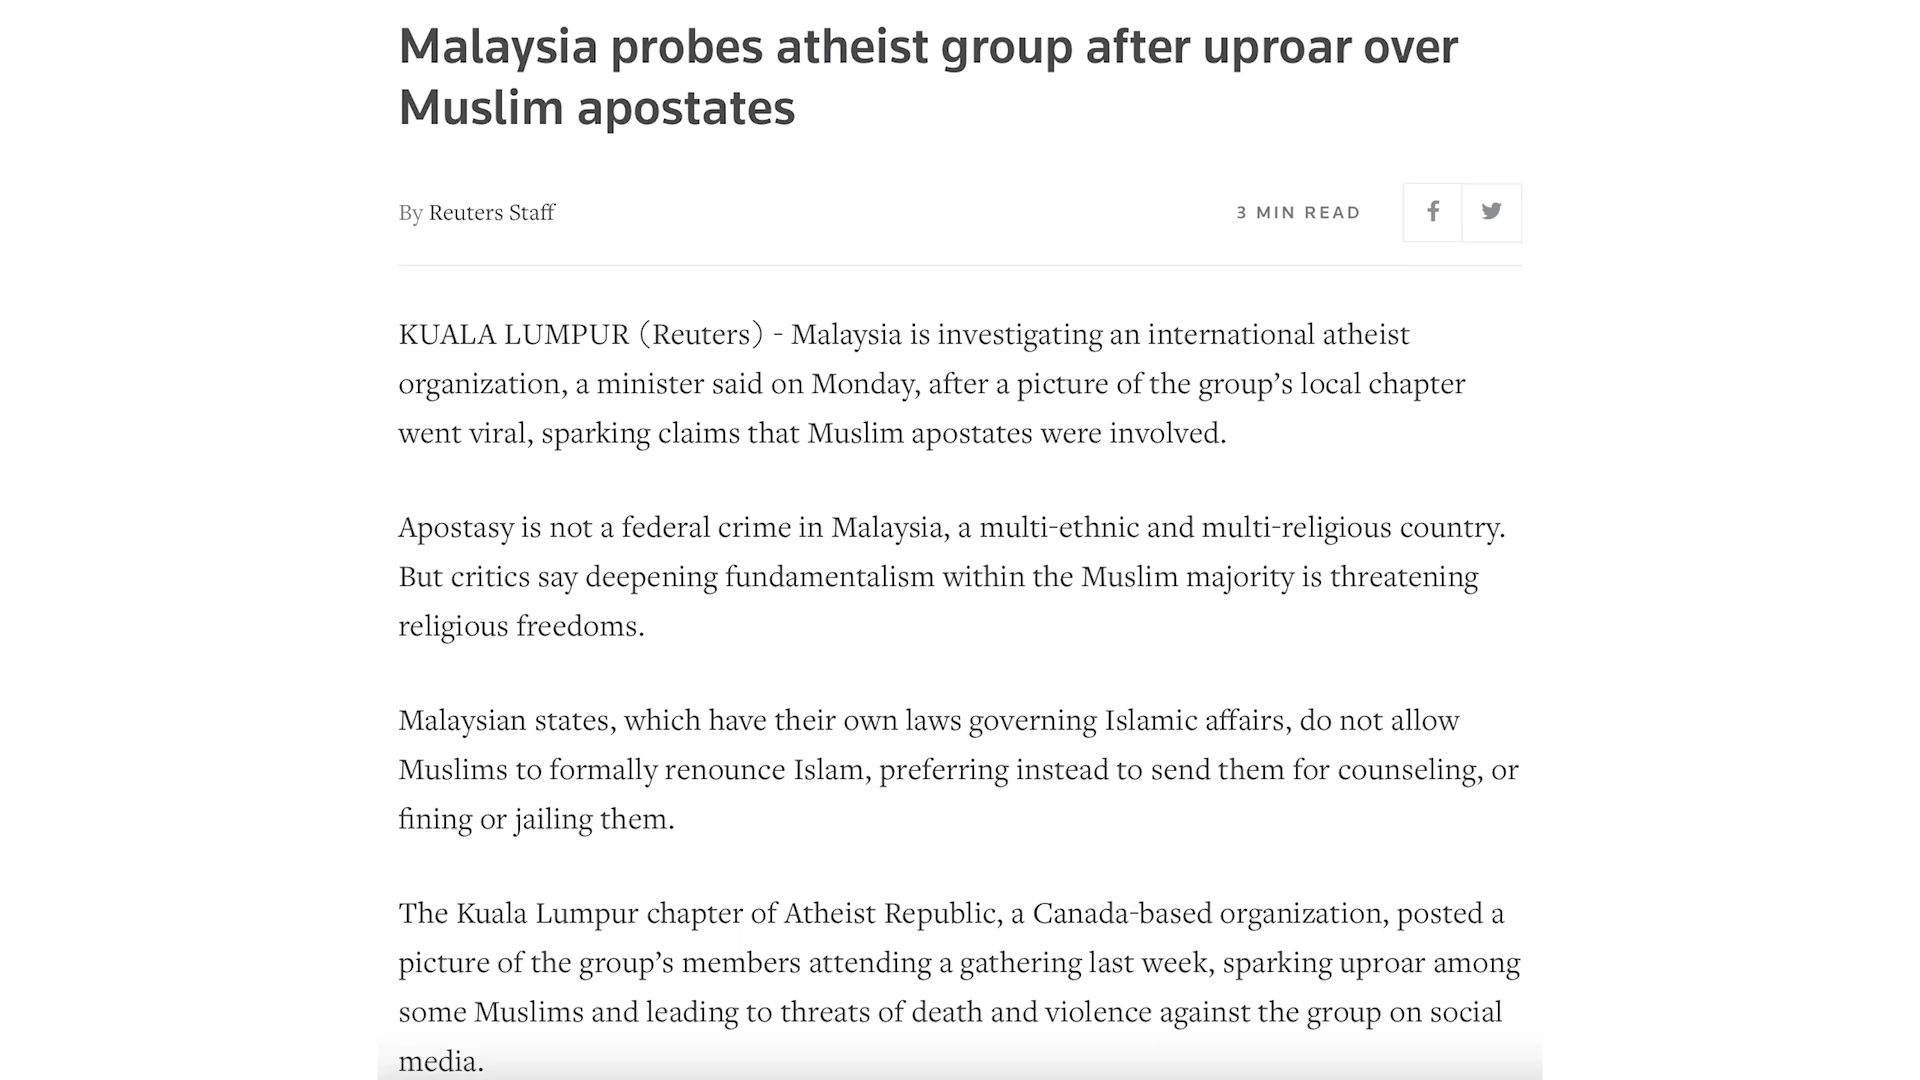 Malaysia probes atheist group after uproar over
Muslim apostates
By Reuters Staff
3 MIN READ
KUALA LUMPUR (Reuters) - Malaysia is investigating an international atheist
organization, a minister said on Monday, after a picture of the group’s local chapter
went viral, sparking claims that Muslim apostates were involved.
Apostasy is not a federal crime in Malaysia, a multi-ethnic and multi-religious country.
But critics say deepening fundamentalism within the Muslim majority is threatening
religious freedoms.
Malaysian states, which have their own laws governing Islamic affairs, do not allow
Muslims to formally renounce Islam, preferring instead to send them for counseling, or
fining or jailing them.
The Kuala Lumpur chapter of Atheist Republic, a Canada-based organization, posted a
picture of the group’s members attending a gathering last week, sparking uproar among
some Muslims and leading to threats of death and violence against the group on social
media.